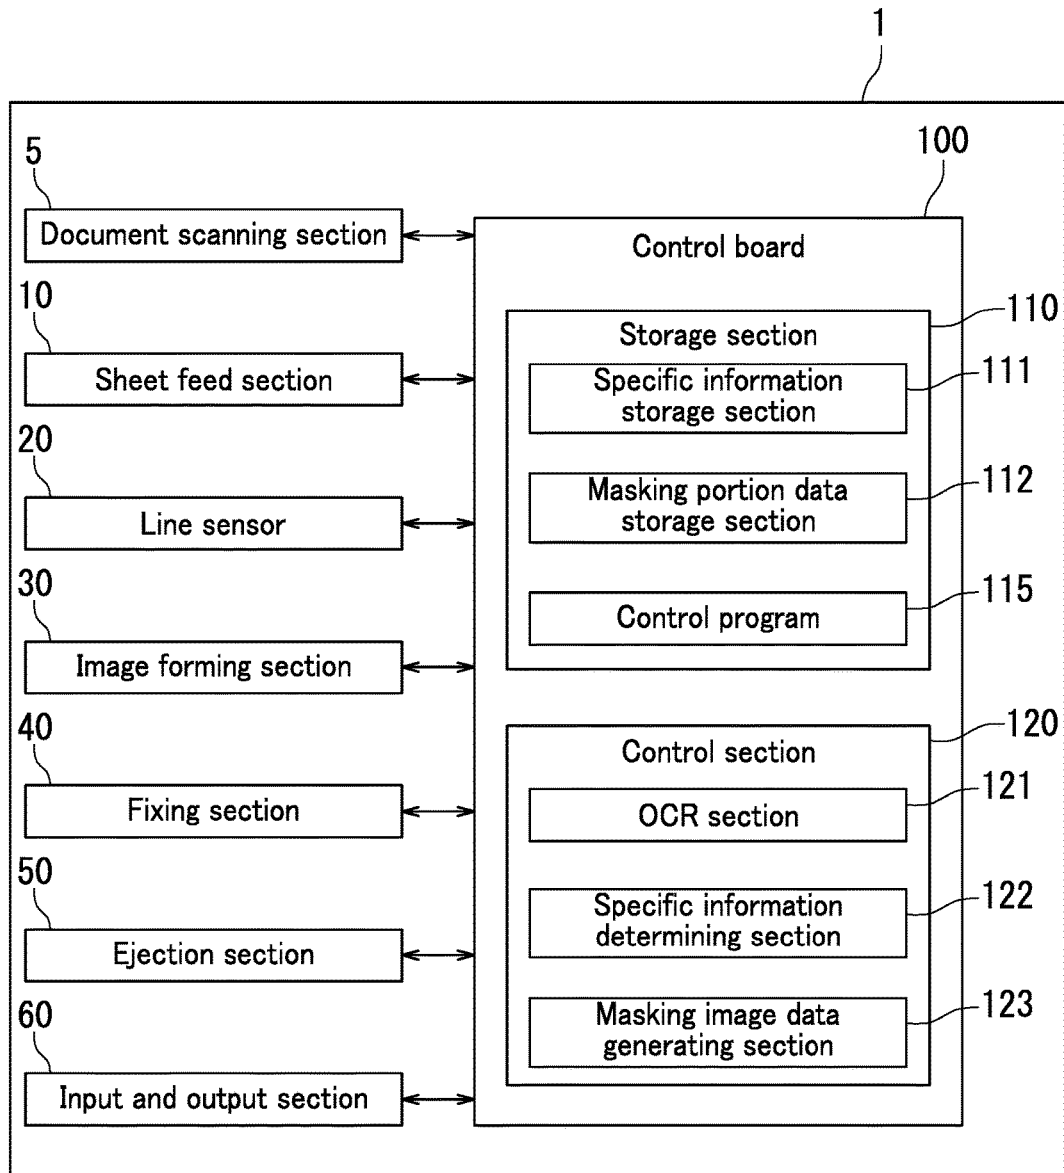 1
100
5
Document scanning section
Control board
10
Sheet feed section
110
Storage section
111
Specific information
storage section
20
Line sensor
112
Masking portion data
storage section
30
Image forming section
115
Control program
40
Fixing section
120
Control section
121
OCR section
50
Ejection section
122
Specific information
determining section
60
Input and output section
123
Masking image data
generating section